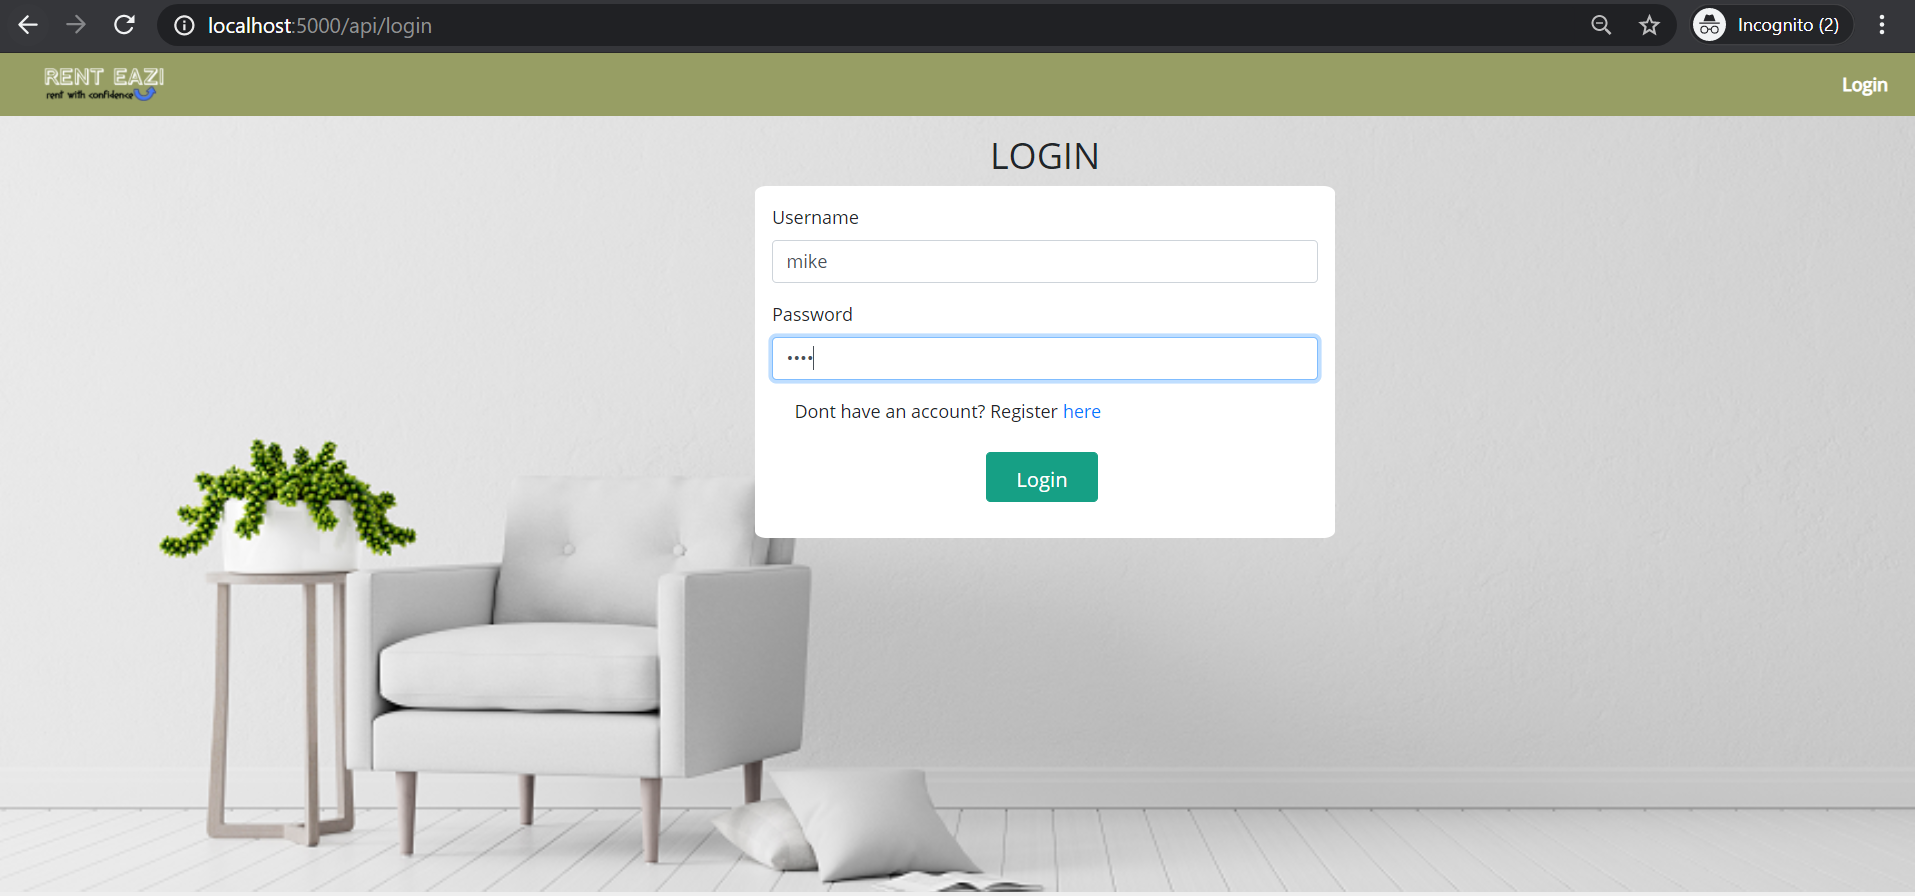 localhost:5000/api/login
Incognito (2)
RENT EAZI
rent with confidence
Login
LOGIN
Username
mike
Password
••••
Dont have an account? Register here
Login